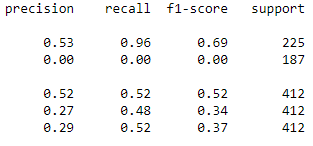 precision recall f1-score support
0.53 0.96 0.69 225
0.00 0.00 0.00 187
0.52 0.52 0.52 412
0.27 0.48 0.34 412
0.29 0.52 0.37 412